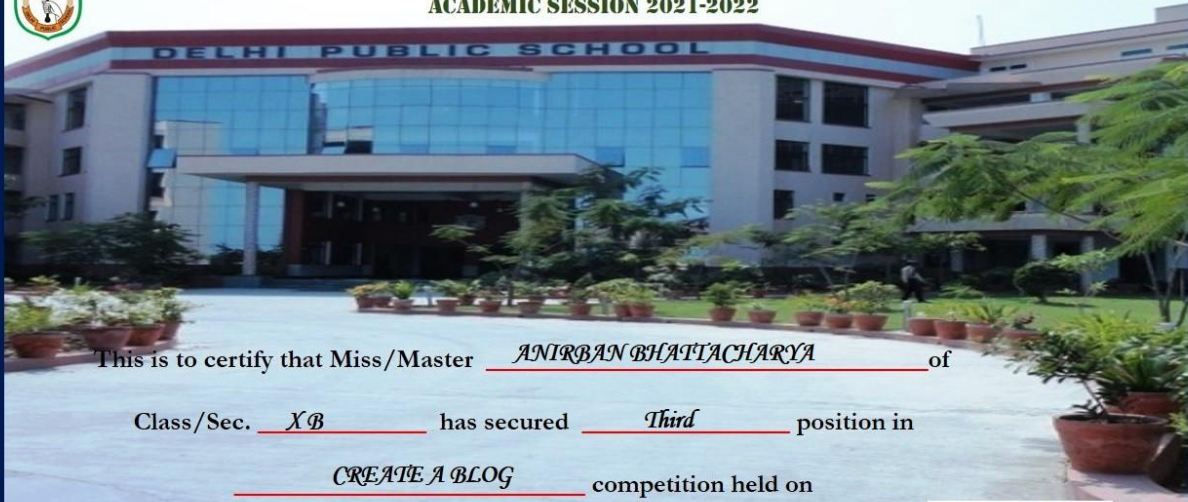 ACADEMIC SESSION 2021-2022
DELHI PUBLIC SCHOOL
This is to certify that Miss/Master ANIRBAN BHATTACHARYA of
Class/Sec. X B has secured Third position in
CREATE A BLOG competition held on